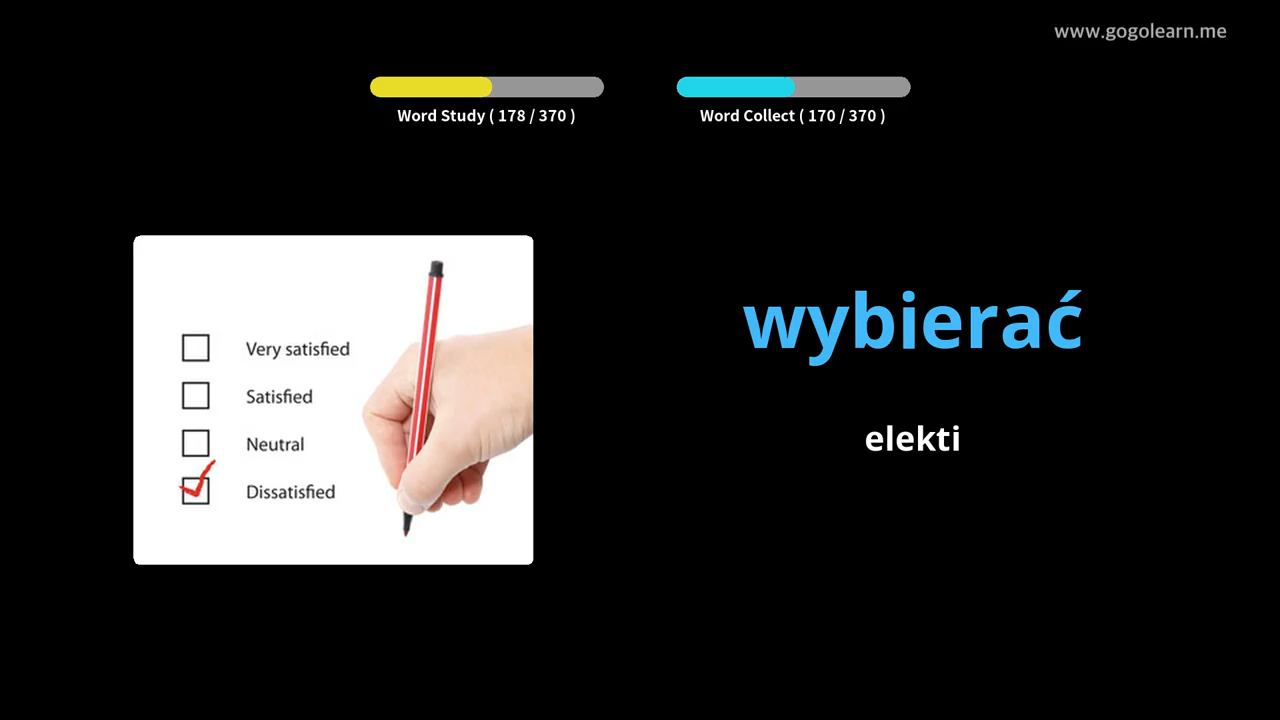 www.gogolearn.me
Word Study ( 178 / 370 )
Word Collect ( 170 / 370 )
Very satisfied
Satisfied
Neutral
Dissatisfied
wybierać
elekti